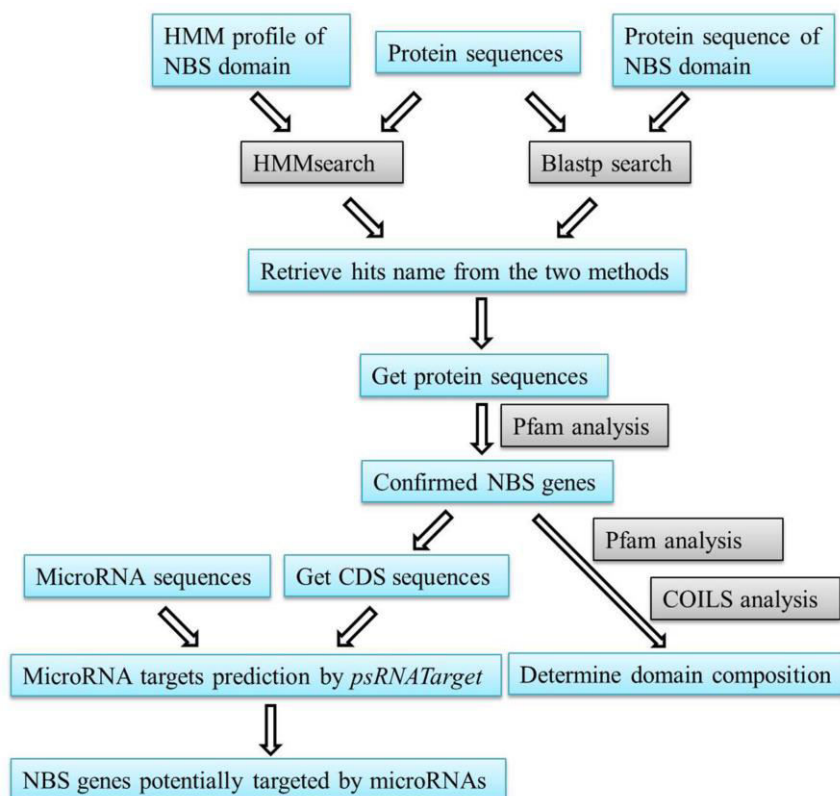 HMM profile of
NBS domain
Protein sequences
Protein sequence of
NBS domain
HMMsearch
Blastp search
Retrieve hits name from the two methods
Get protein sequences
Pfam analysis
Confirmed NBS genes
Pfam analysis
MicroRNA sequences
Get CDS sequences
COILS analysis
MicroRNA targets prediction by psRNATarget
Determine domain composition
NBS genes potentially targeted by microRNAs